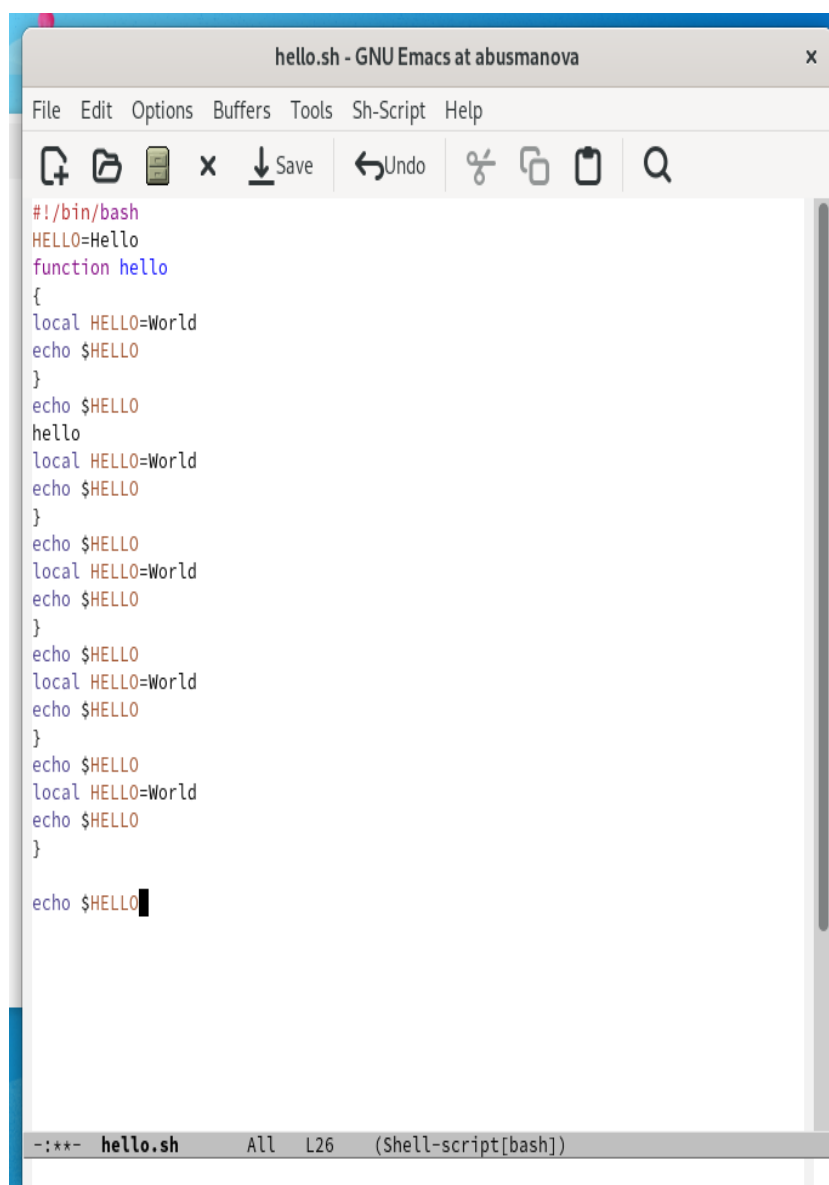 hello.sh - GNU Emacs at abusmanova x
File Edit Options Buffers Tools Sh-Script Help
Save Undo
#!/bin/bash
HELLO=Hello
function hello
{
local HELLO=World
echo $HELLO
}
echo $HELLO
hello
local HELLO=World
echo $HELLO
}
echo $HELLO
local HELLO=World
echo $HELLO
}
echo $HELLO
local HELLO=World
echo $HELLO
}
echo $HELLO
local HELLO=World
echo $HELLO
}
echo $HELLO
-:**- hello.sh All L26 (Shell-script[bash])